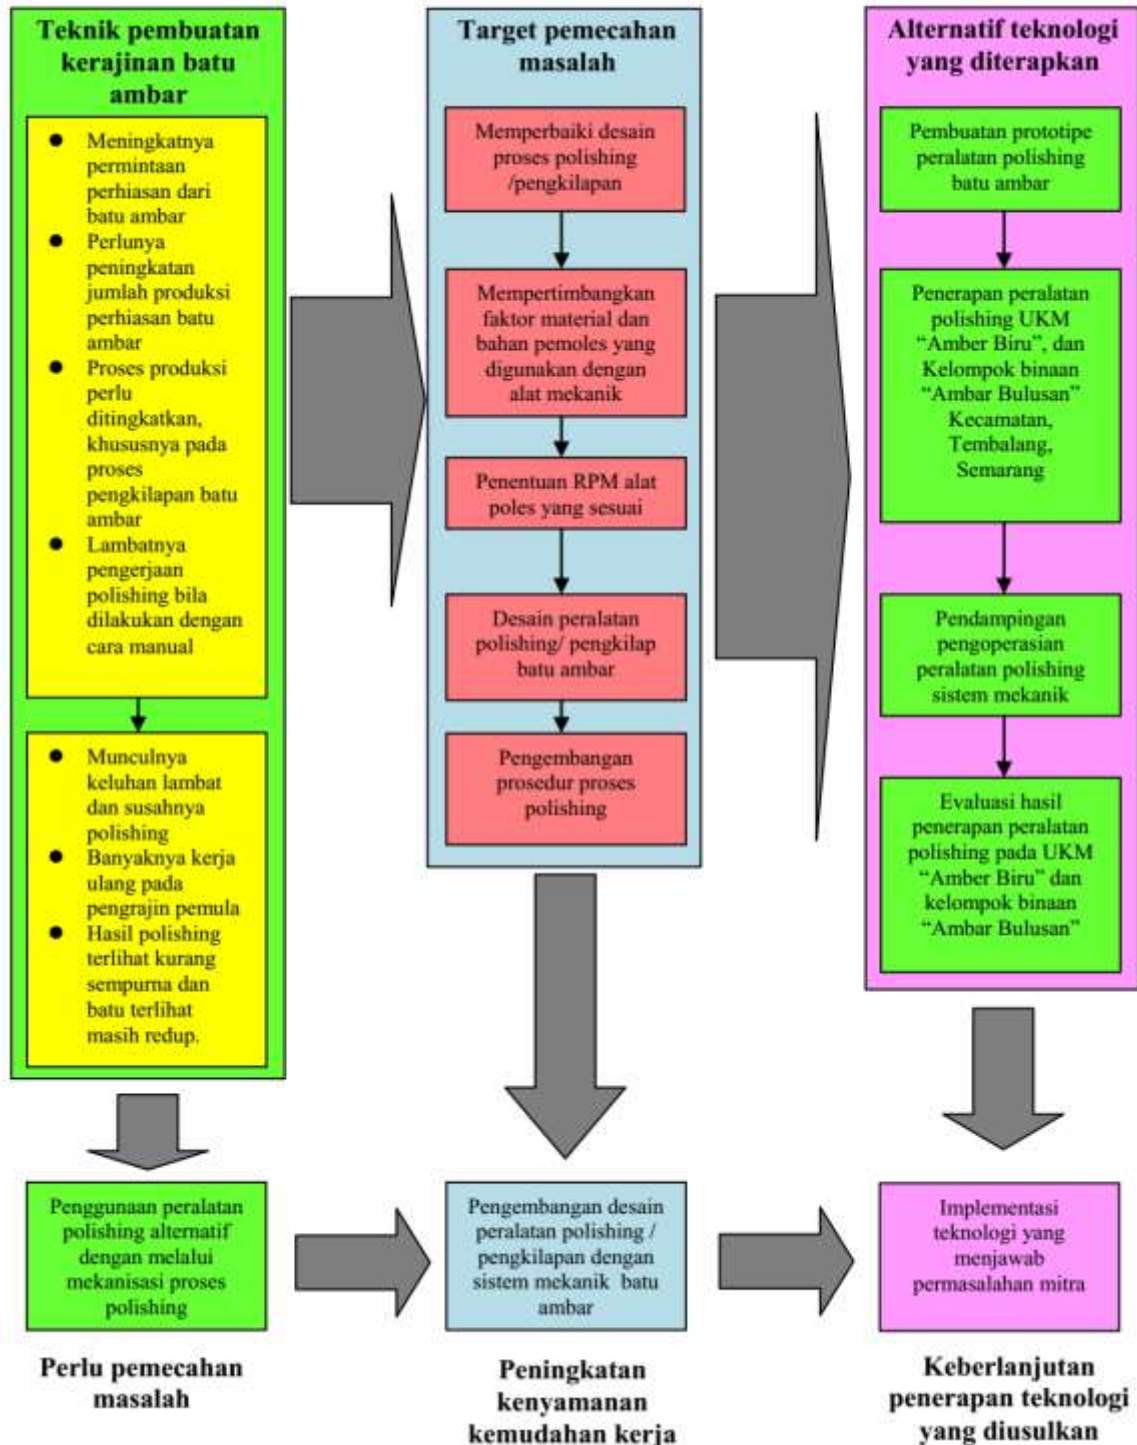 Teknik pembuatan
kerajinan batu
ambar
● Meningkatnya
permintaan
perhiasan dari
batu ambar
● Perlunya
peningkatan
jumlah produksi
perhiasan batu
ambar
● Proses produksi
perlu
ditingkatkan,
khususnya pada
proses
pengkilapan batu
ambar
● Lambatnya
pengerjaan
polishing bila
dilakukan dengan
cara manual
● Munculnya
keluhan lambat
dan susahnya
polishing
● Banyaknya kerja
ulang pada
pengrajin pemula
● Hasil polishing
terlihat kurang
sempurna dan
batu terlihat
masih redup.
Target pemecahan
masalah
Memperbaiki desain
proses polishing
/pengkilapan
Mempertimbangkan
faktor material dan
bahan pemoles yang
digunakan dengan
alat mekanik
Penentuan RPM alat
poles yang sesuai
Desain peralatan
polishing/ pengkilap
batu ambar
Pengembangan
prosedur proses
polishing
Alternatif teknologi
yang diterapkan
Pembuatan prototipe
peralatan polishing
batu ambar
Penerapan peralatan
polishing UKM
“Amber Biru”, dan
Kelompok binaan
“Ambar Bulusan”
Kecamatan,
Tembalang,
Semarang
Pendampingan
pengoperasian
peralatan polishing
sistem mekanik
Evaluasi hasil
penerapan peralatan
polishing pada UKM
“Amber Biru” dan
kelompok binaan
“Ambar Bulusan”
Penggunaan peralatan
polishing alternatif
dengan melalui
mekanisasi proses
polishing
Pengembangan desain
peralatan polishing /
pengkilapan dengan
sistem mekanik batu
ambar
Implementasi
teknologi yang
menjawab
permasalahan mitra
Perlu pemecahan
masalah
Peningkatan
kenyamanan
kemudahan kerja
Keberlanjutan
penerapan teknologi
yang diusulkan